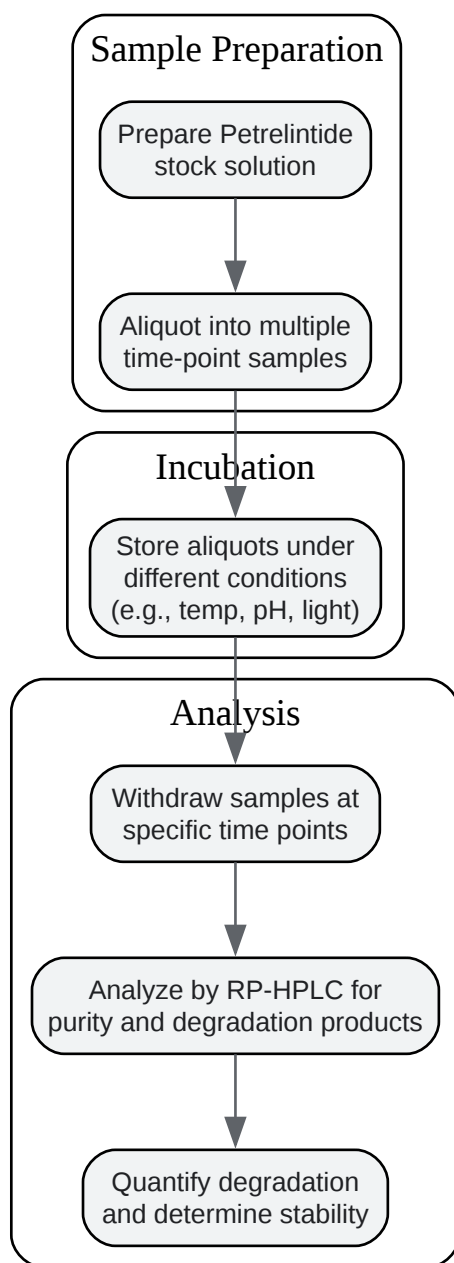 Sample Preparation
Prepare Petrelintide
stock solution
Aliquot into multiple
time-point samples
Incubation
Store aliquots under
different conditions
(e.g., temp, pH, light)
Analysis
Withdraw samples at
specific time points
Analyze by RP-HPLC for
purity and degradation products
Quantify degradation
and determine stability